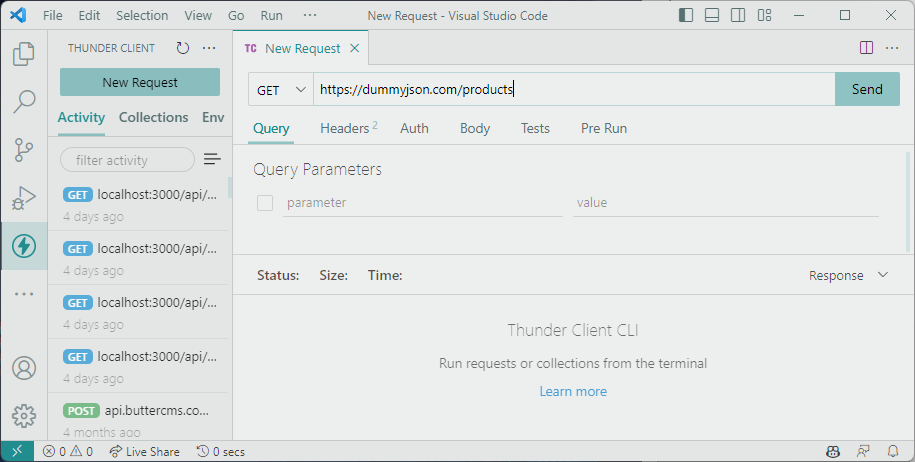 File Edit Selection View Go Run ... New Request - Visual Studio Code
THUNDER CLIENT ...
TC New Request
New Request
GET https://dummyjson.com/products Send
Activity Collections Env
Query Headers 2 Auth Body Tests Pre Run
filter activity
Query Parameters
parameter value
GET localhost:3000/api/...
4 days ago
GET localhost:3000/api/...
4 days ago
GET localhost:3000/api/...
4 days ago
GET localhost:3000/api/...
4 days ago
POST api.buttercms.co...
4 months ago
Status: Size: Time: Response
Thunder Client CLI
Run requests or collections from the terminal
Learn more
0 0 Live Share 0 secs